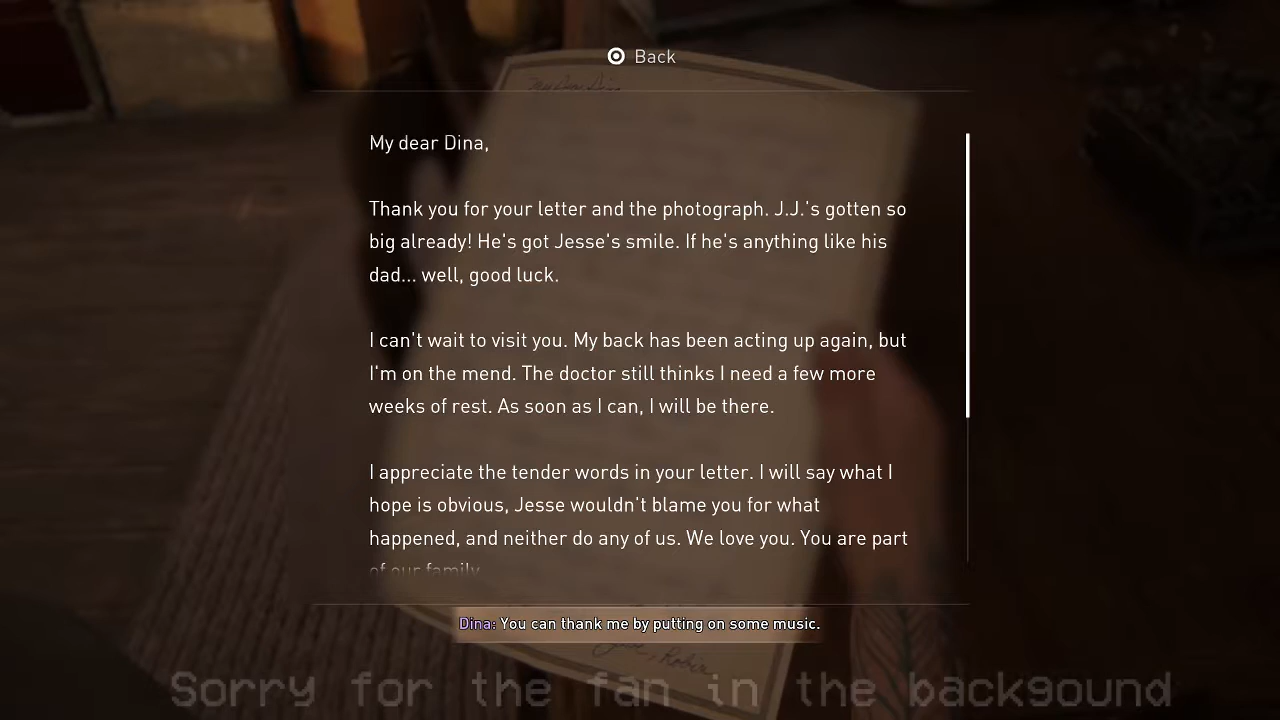 Back
My dear Dina,
Thank you for your letter and the photograph. J.J.'s gotten so
big already! He's got Jesse's smile. If he's anything like his
dad... well, good luck.
I can't wait to visit you. My back has been acting up again, but
I'm on the mend. The doctor still thinks I need a few more
weeks of rest. As soon as I can, I will be there.
I appreciate the tender words in your letter. I will say what I
hope is obvious, Jesse wouldn't blame you for what
happened, and neither do any of us. We love you. You are part
of our family
Dina: You can thank me by putting on some music.
Love, Robin
Sorry for the fan in the backgound